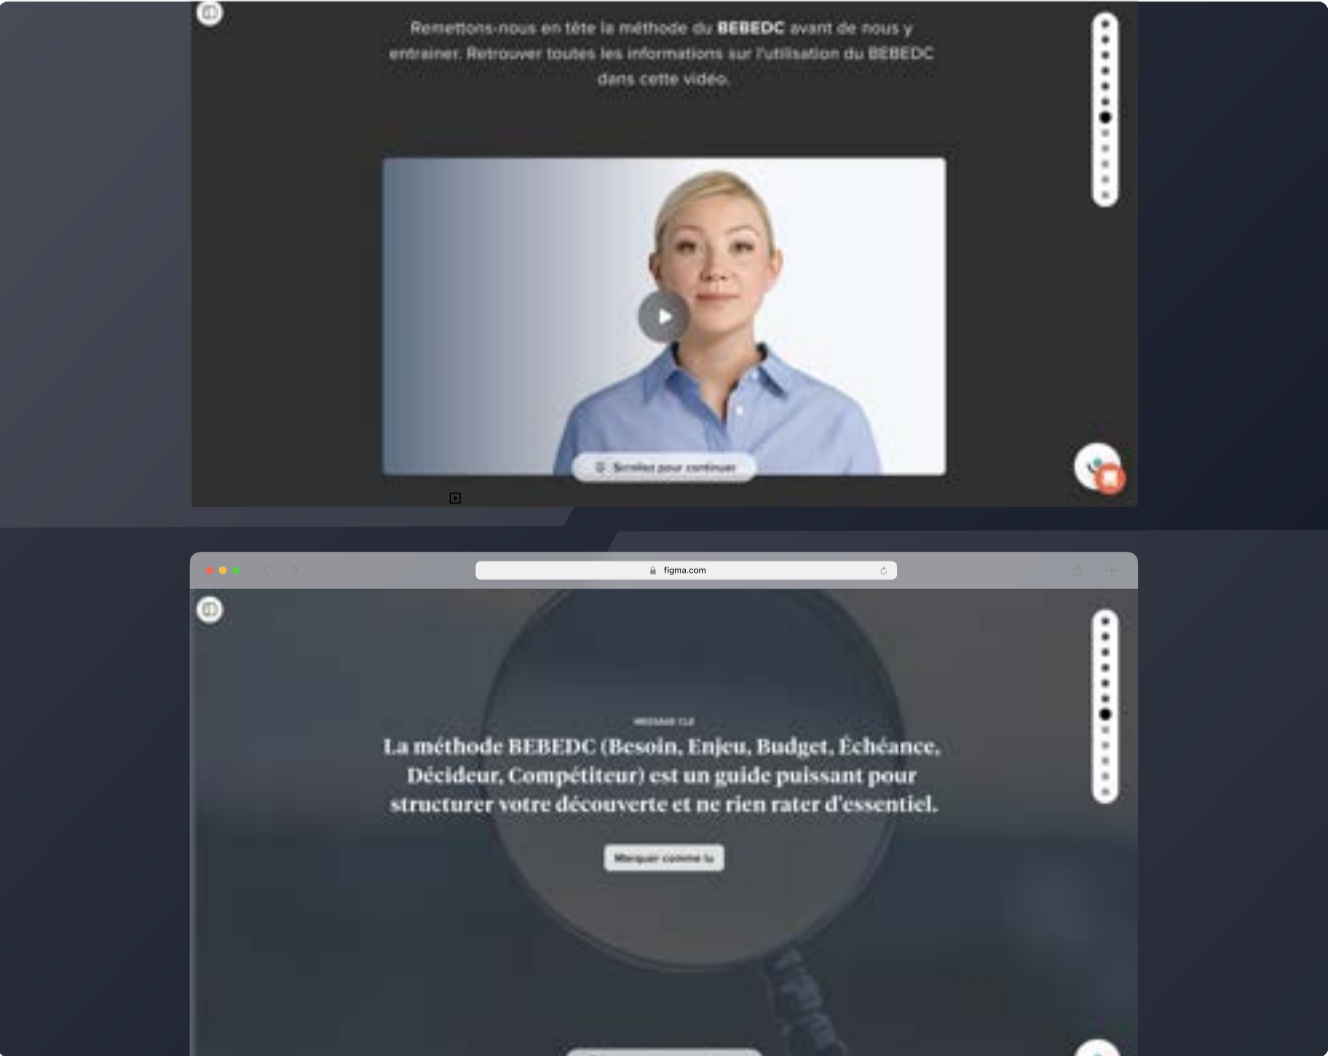 Remettons-nous en tête la méthode du BEBEDC avant de nous y
entrainer. Retrouver toutes les informations sur l'utilisation du BEBEDC
dans cette vidéo.
Scrollez pour continuer
figma.com
MESSAGE CLÉ
La méthode BEBEDC (Besoin, Enjeu, Budget, Échéance,
Décideur, Compétiteur) est un guide puissant pour
structurer votre découverte et ne rien rater d'essentiel.
Marquer comme lu